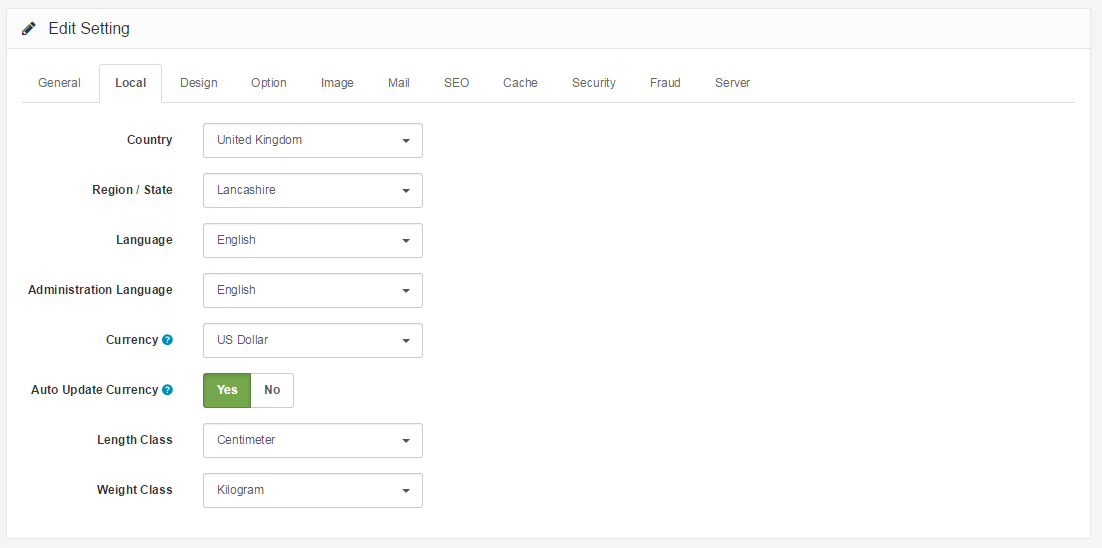 Edit Setting
General Local Design Option Image Mail SEO Cache Security Fraud Server
Country United Kingdom
Region / State Lancashire
Language English
Administration Language English
Currency ? US Dollar
Auto Update Currency ? Yes No
Length Class Centimeter
Weight Class Kilogram